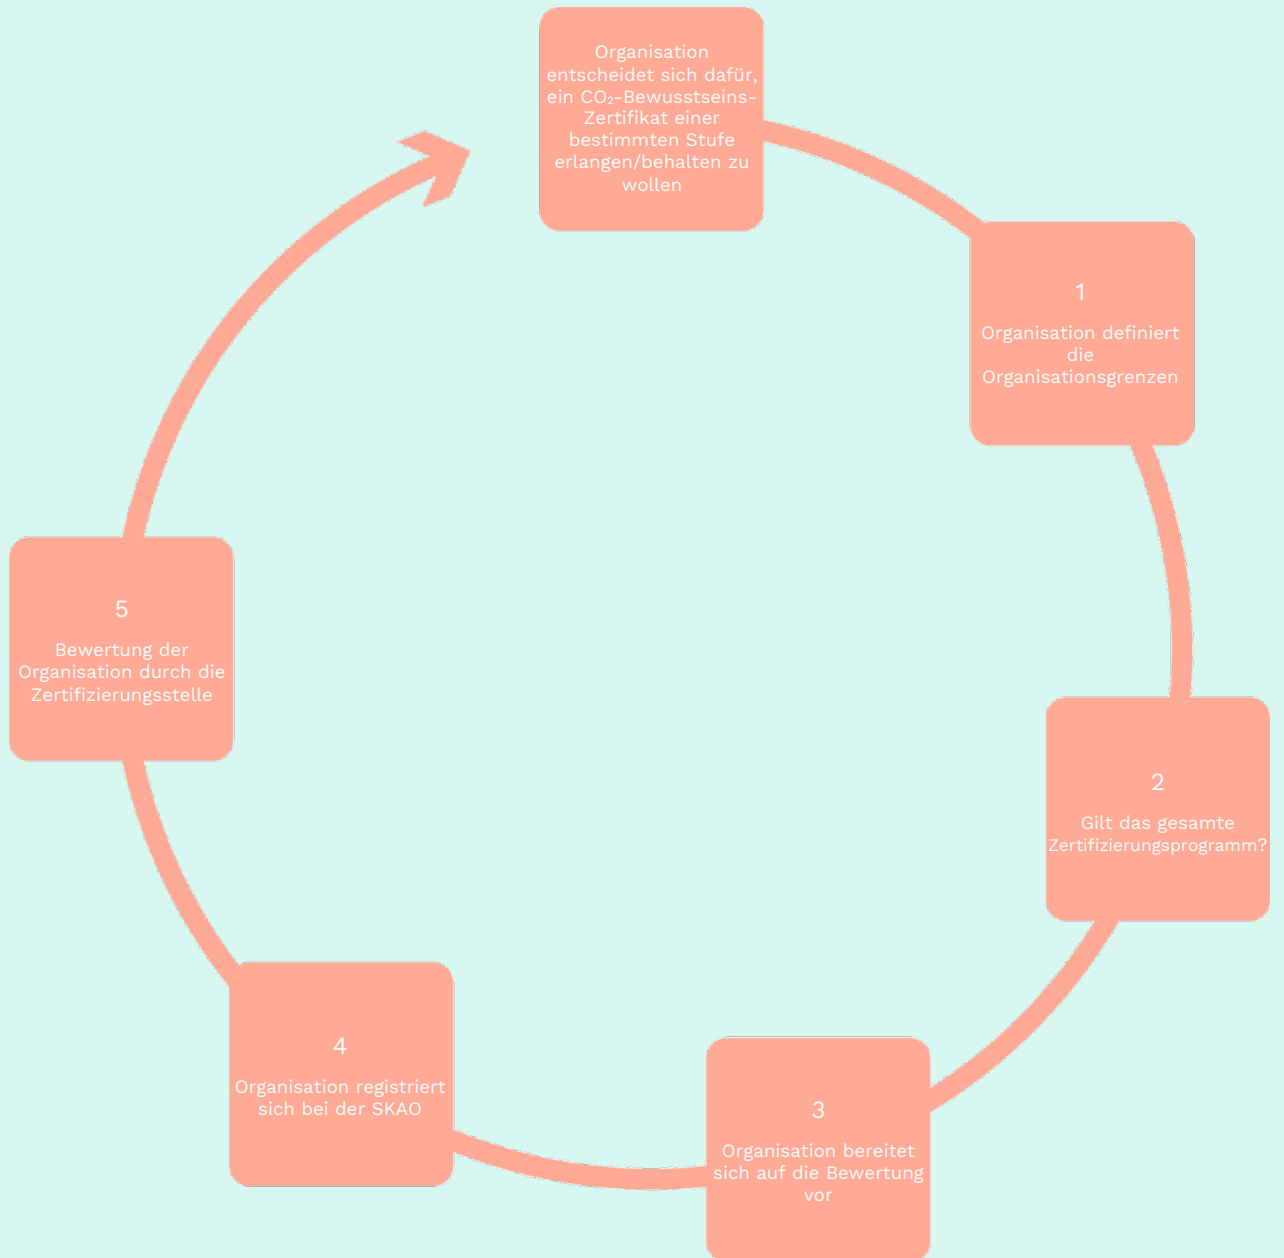 Organisation
entscheidet sich dafür,
ein CO₂-Bewusstseins-
Zertifikat einer
bestimmten Stufe
erlangen/behalten zu
wollen
1
Organisation definiert
die
Organisationsgrenzen
2
Gilt das gesamte
Zertifizierungsprogramm?
3
Organisation bereitet
sich auf die Bewertung
vor
4
Organisation registriert
sich bei der SKAO
5
Bewertung der
Organisation durch die
Zertifizierungsstelle